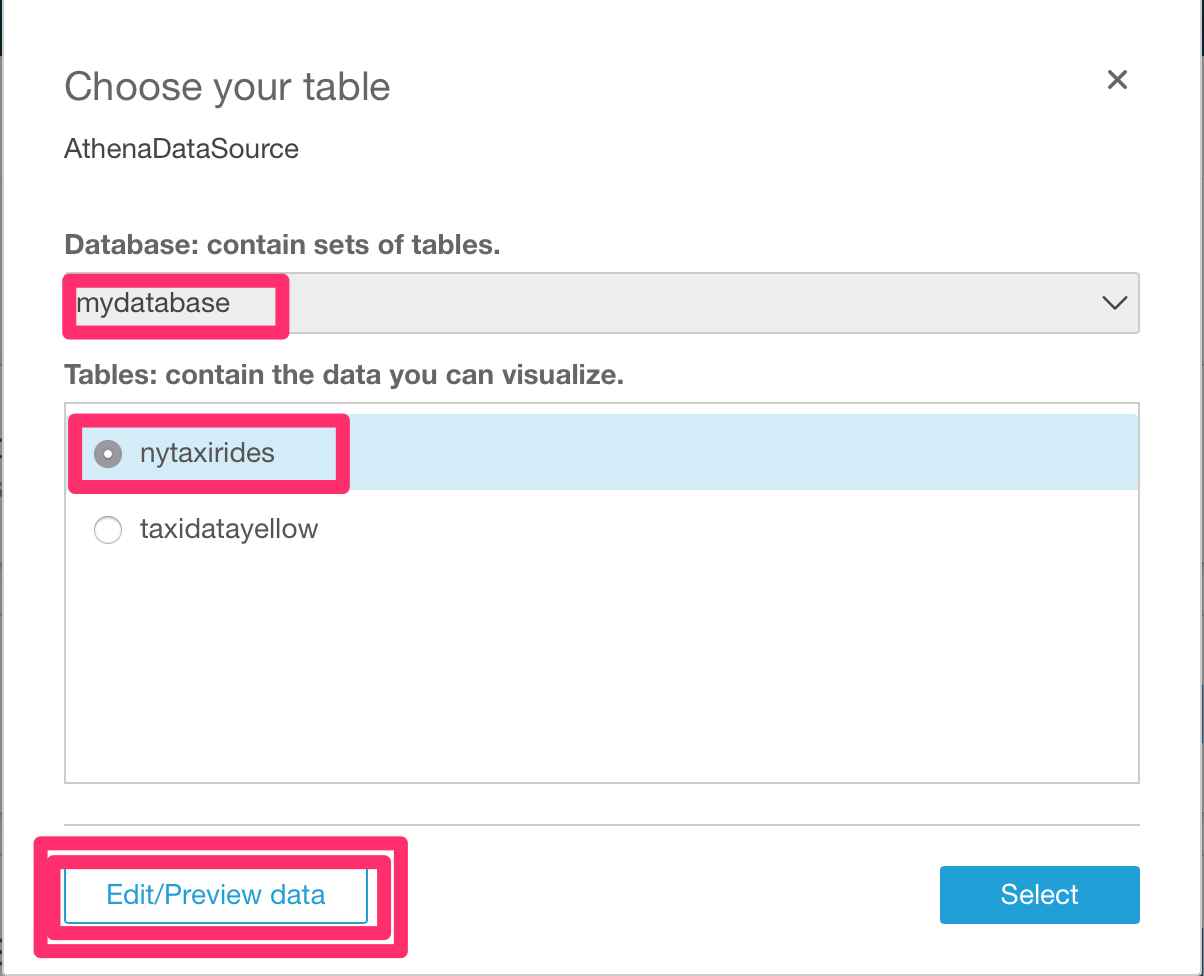 Choose your table
AthenaDataSource
Database: contain sets of tables.
mydatabase
Tables: contain the data you can visualize.
nytaxirides
taxidatayellow
Edit/Preview data
Select